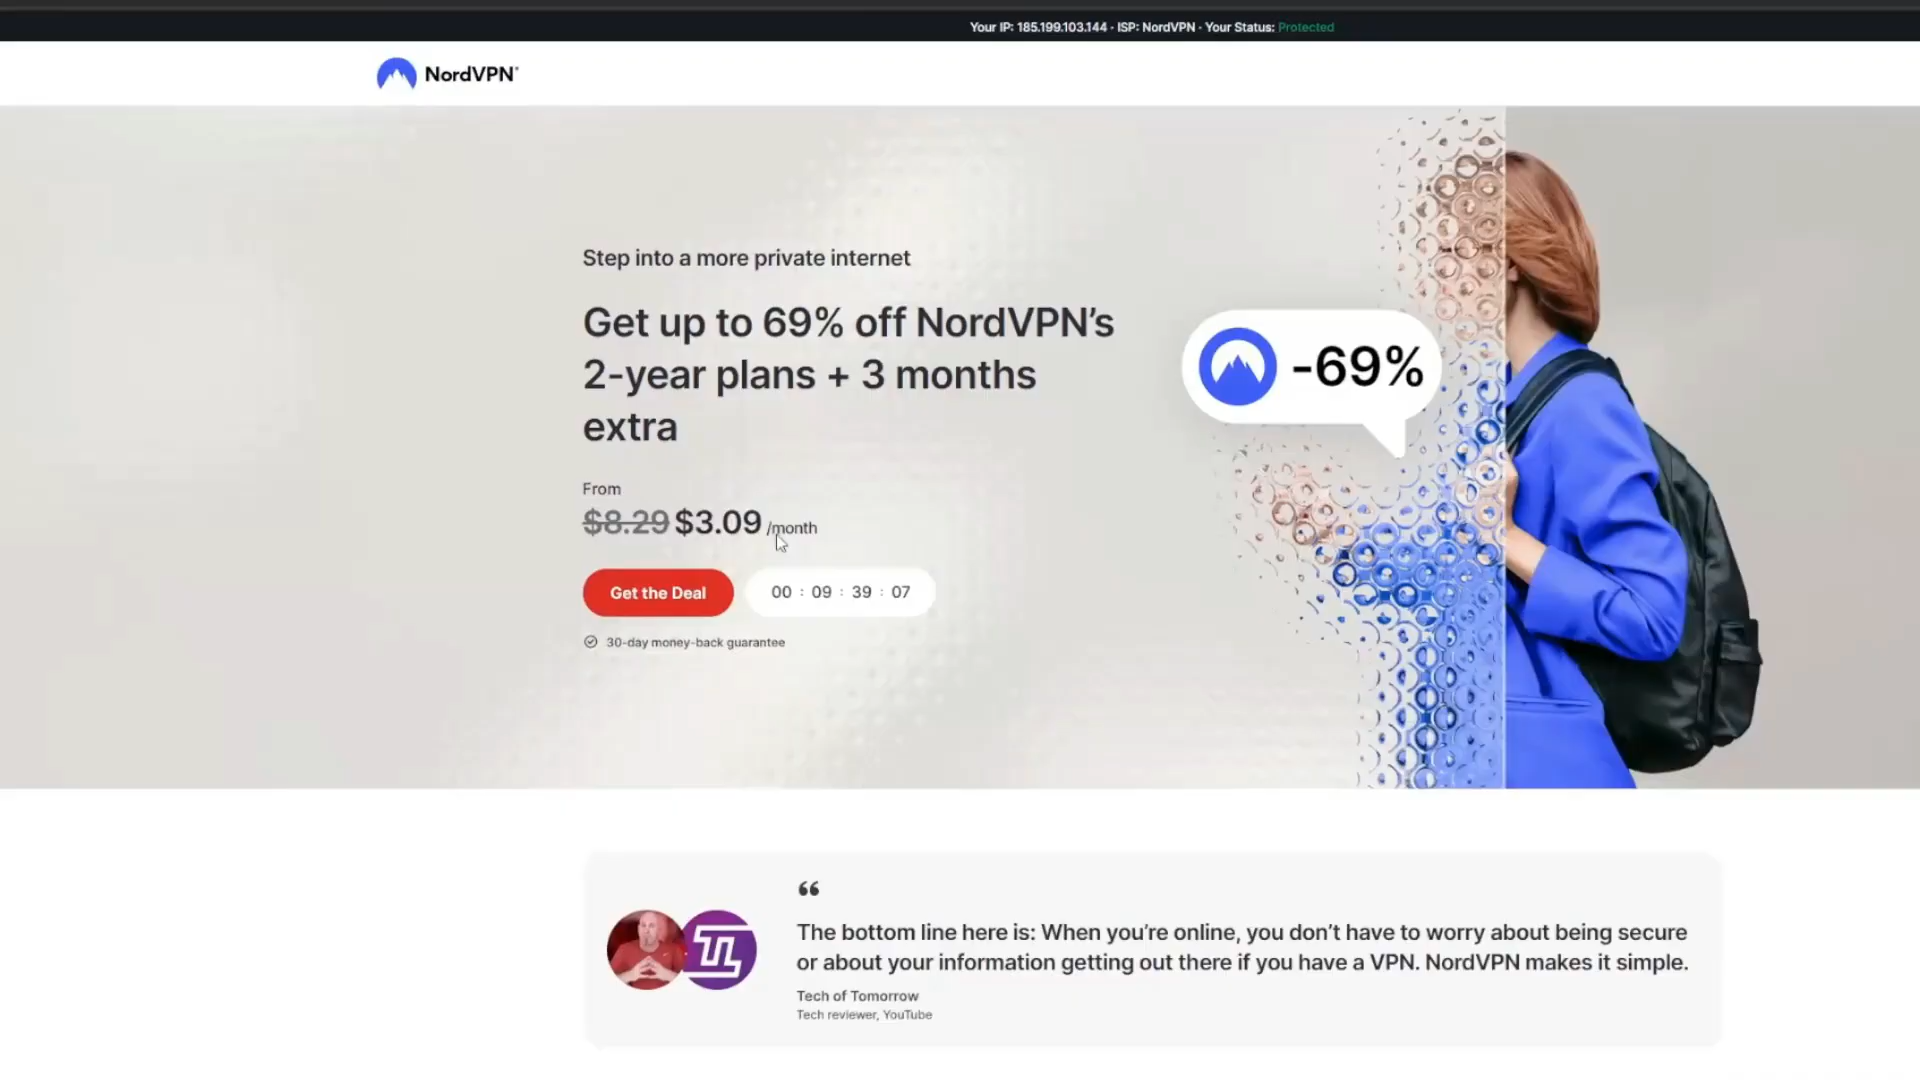 Your IP: 185.199.103.144 · ISP: NordVPN · Your Status: Protected
NordVPN®
Step into a more private internet
Get up to 69% off NordVPN’s
2-year plans + 3 months
extra
-69%
From
$8.29 $3.09 /month
Get the Deal
00 : 09 : 39 : 07
30-day money-back guarantee
“
The bottom line here is: When you’re online, you don’t have to worry about being secure
or about your information getting out there if you have a VPN. NordVPN makes it simple.
Tech of Tomorrow
Tech reviewer, YouTube